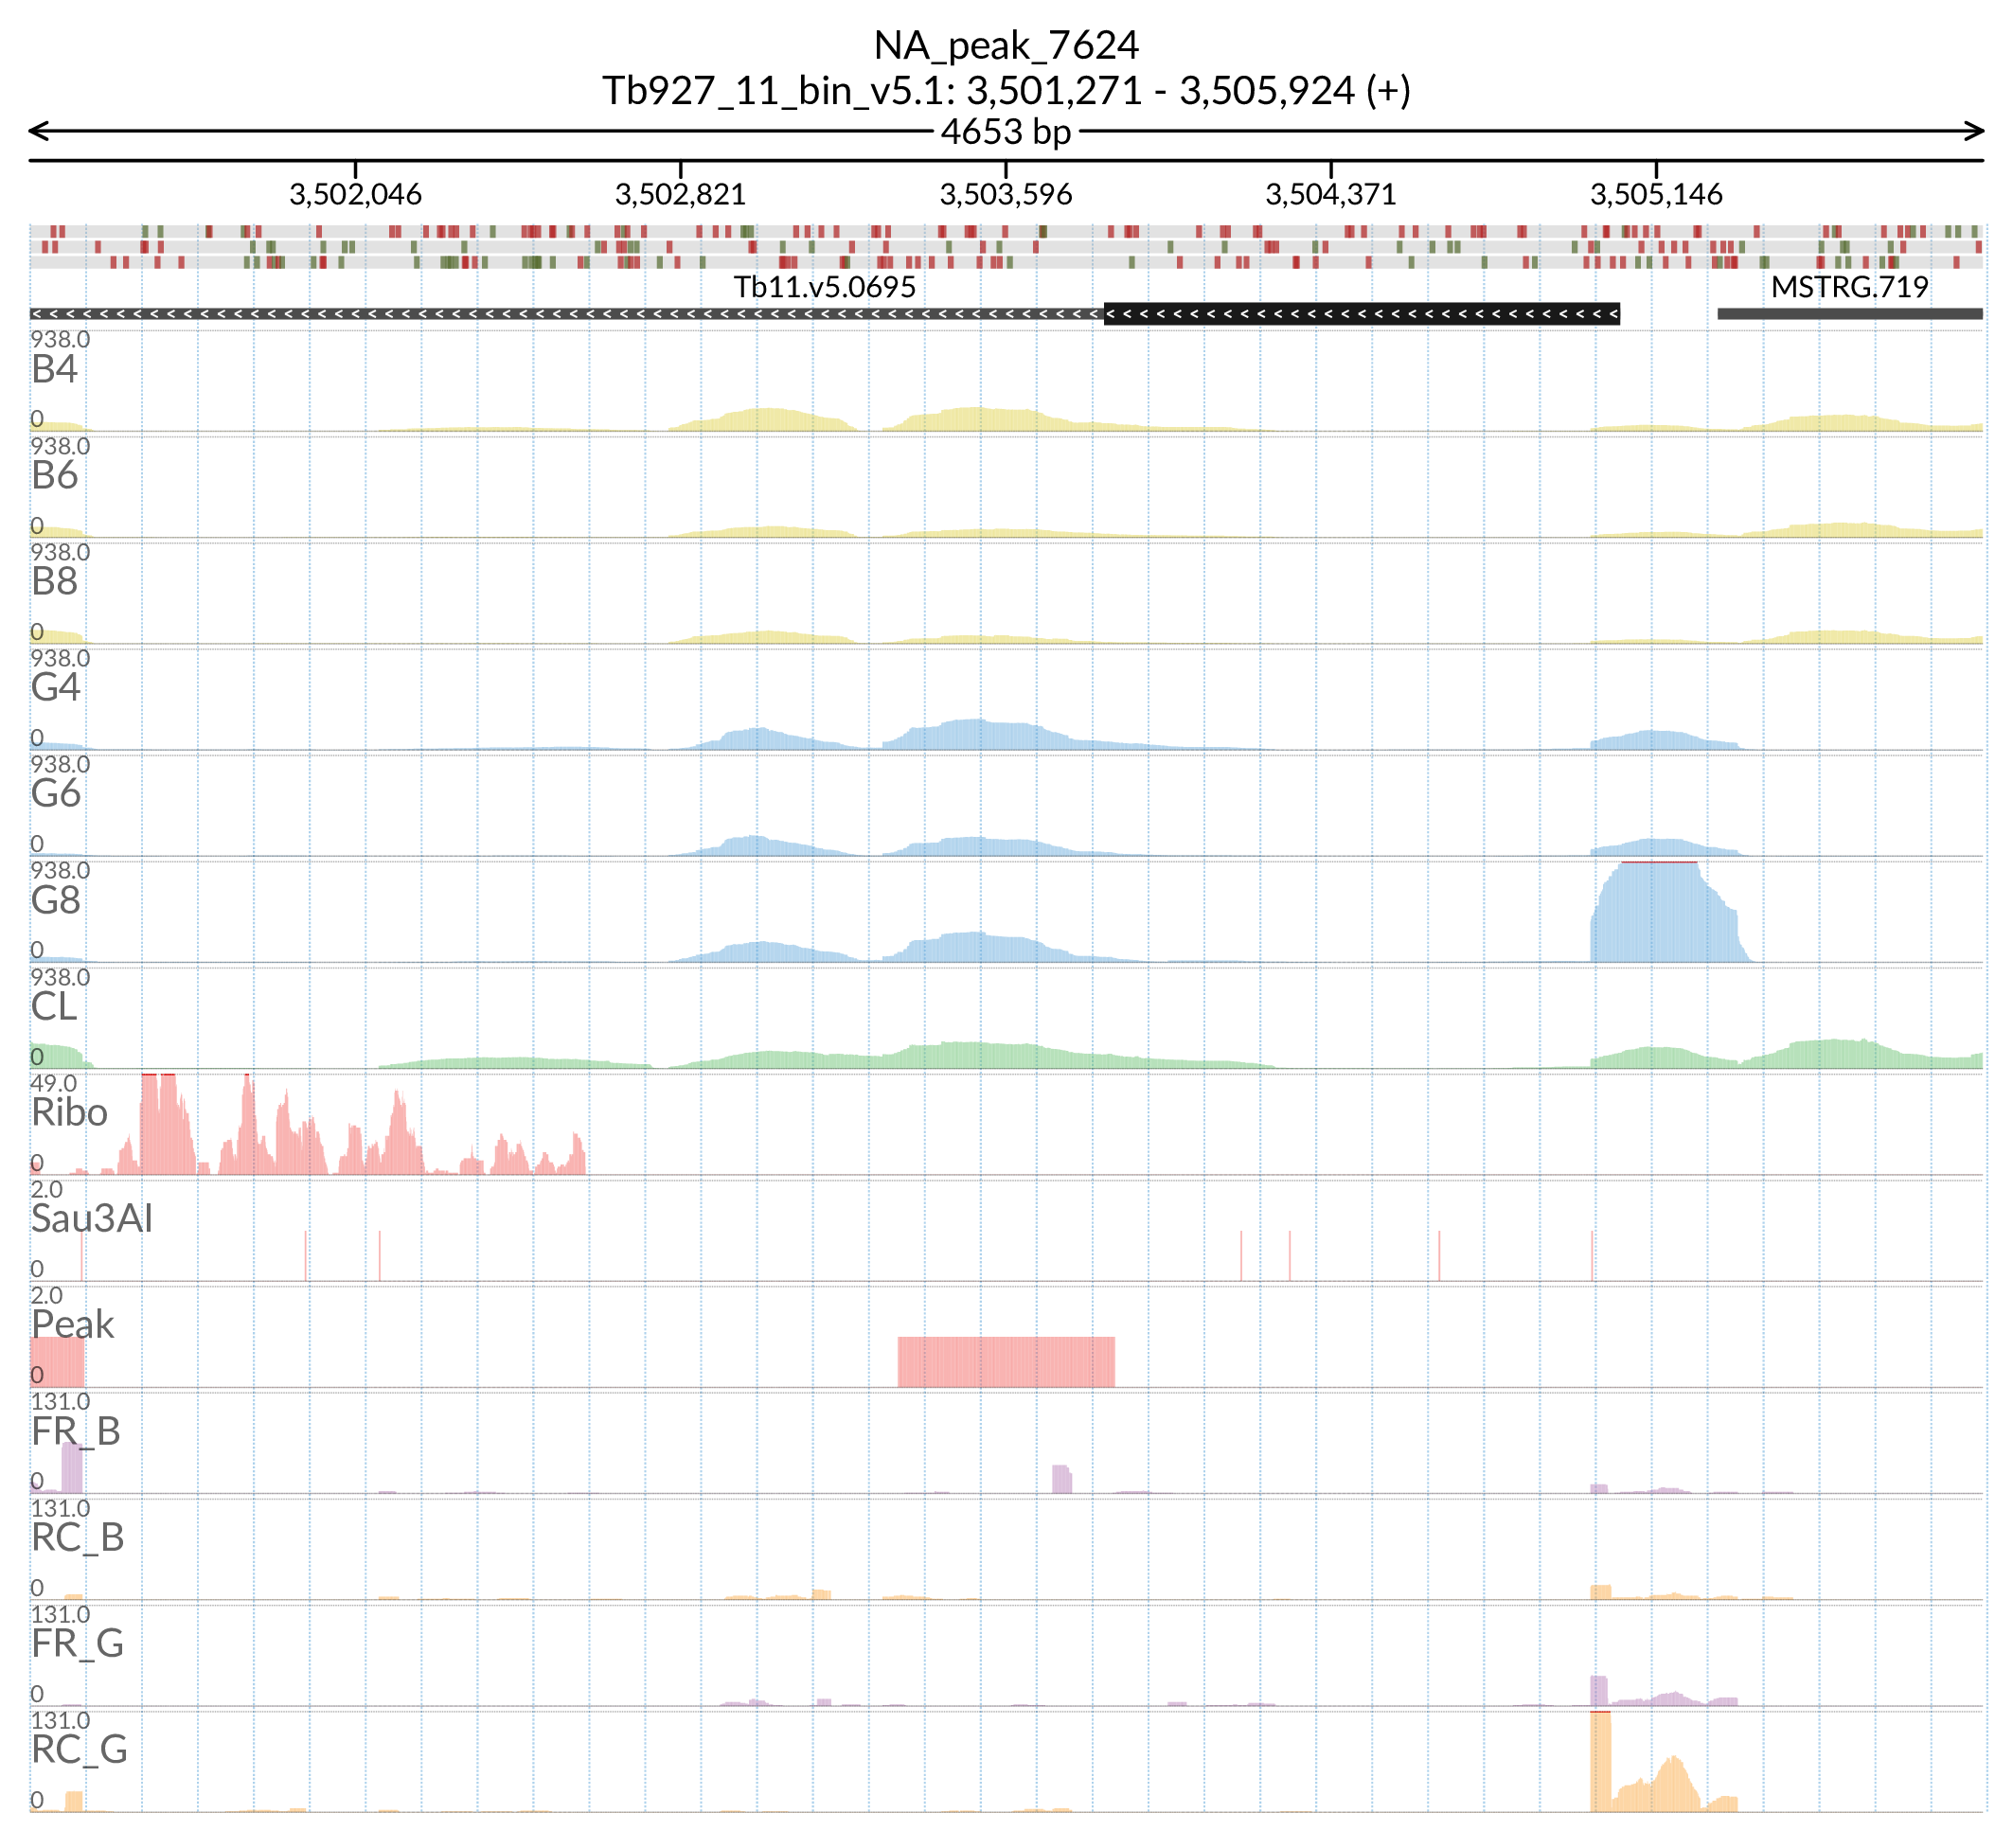 NA_peak_7624
Tb927_11_bin_v5.1: 3,501,271 - 3,505,924 (+)
4653 bp
3,502,046 3,502,821 3,503,596 3,504,371 3,505,146
Tb11.v5.0695 MSTRG.719
938.0
B4
0
938.0
B6
0
938.0
B8
0
938.0
G4
0
938.0
G6
0
938.0
G8
0
938.0
CL
0
49.0
Ribo
0
2.0
Sau3AI
0
2.0
Peak
0
131.0
FR_B
0
131.0
RC_B
0
131.0
FR_G
0
131.0
RC_G
0